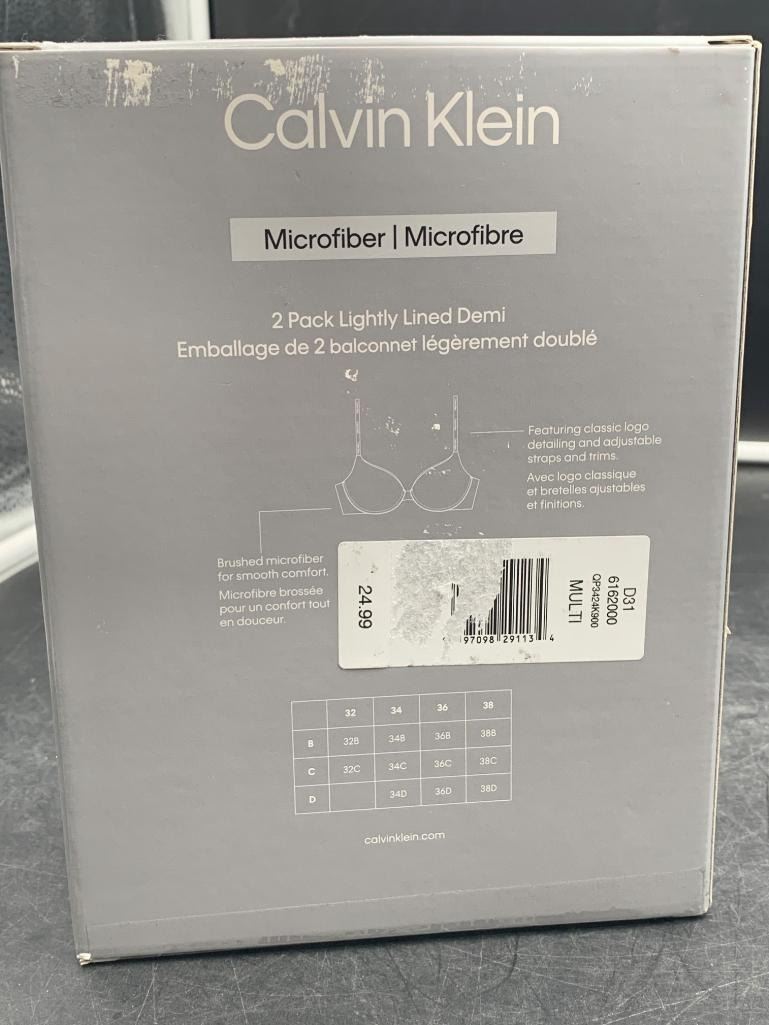 Calvin Klein
Microfiber | Microfibre
2 Pack Lightly Lined Demi
Emballage de 2 balconnet légèrement doublé
Featuring classic logo
detailing and adjustable
straps and trims.
Avec logo classique
et bretelles ajustables
et finitions.
Brushed microfiber
for smooth comfort.
Microfibre brossée
pour un confort tout
en douceur.
D31
6162000
QP3424K900
MULTI
97098 29113 4
24.99
32 34 36 38
B 32B 34B 36B 38B
C 32C 34C 36C 38C
D 34D 36D 38D
calvinklein.com